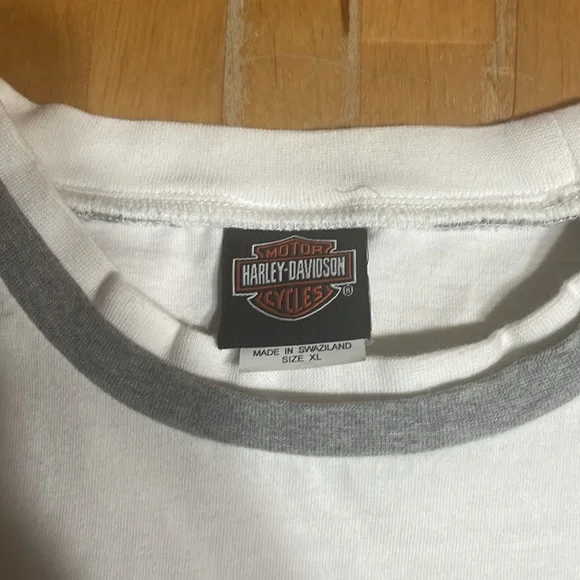 MOTOR
HARLEY-DAVIDSON
CYCLES
®
MADE IN SWAZILAND
SIZE XL